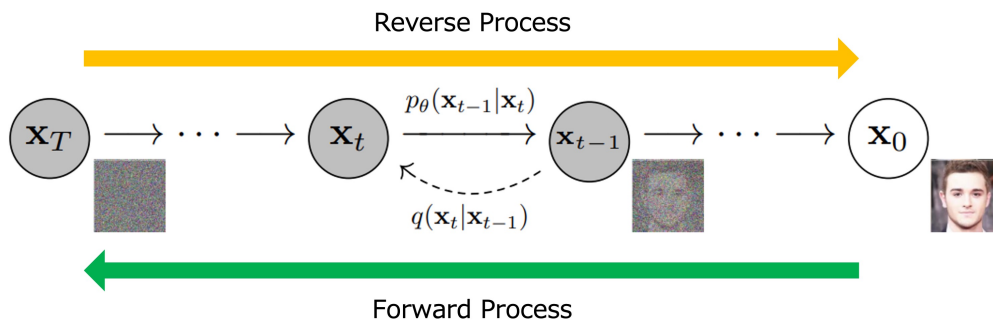 Reverse Process
p_θ(x_{t−1}|x_t)
x_T → ··· → x_t → x_{t−1} → ··· → x_0
q(x_t|x_{t−1})
Forward Process